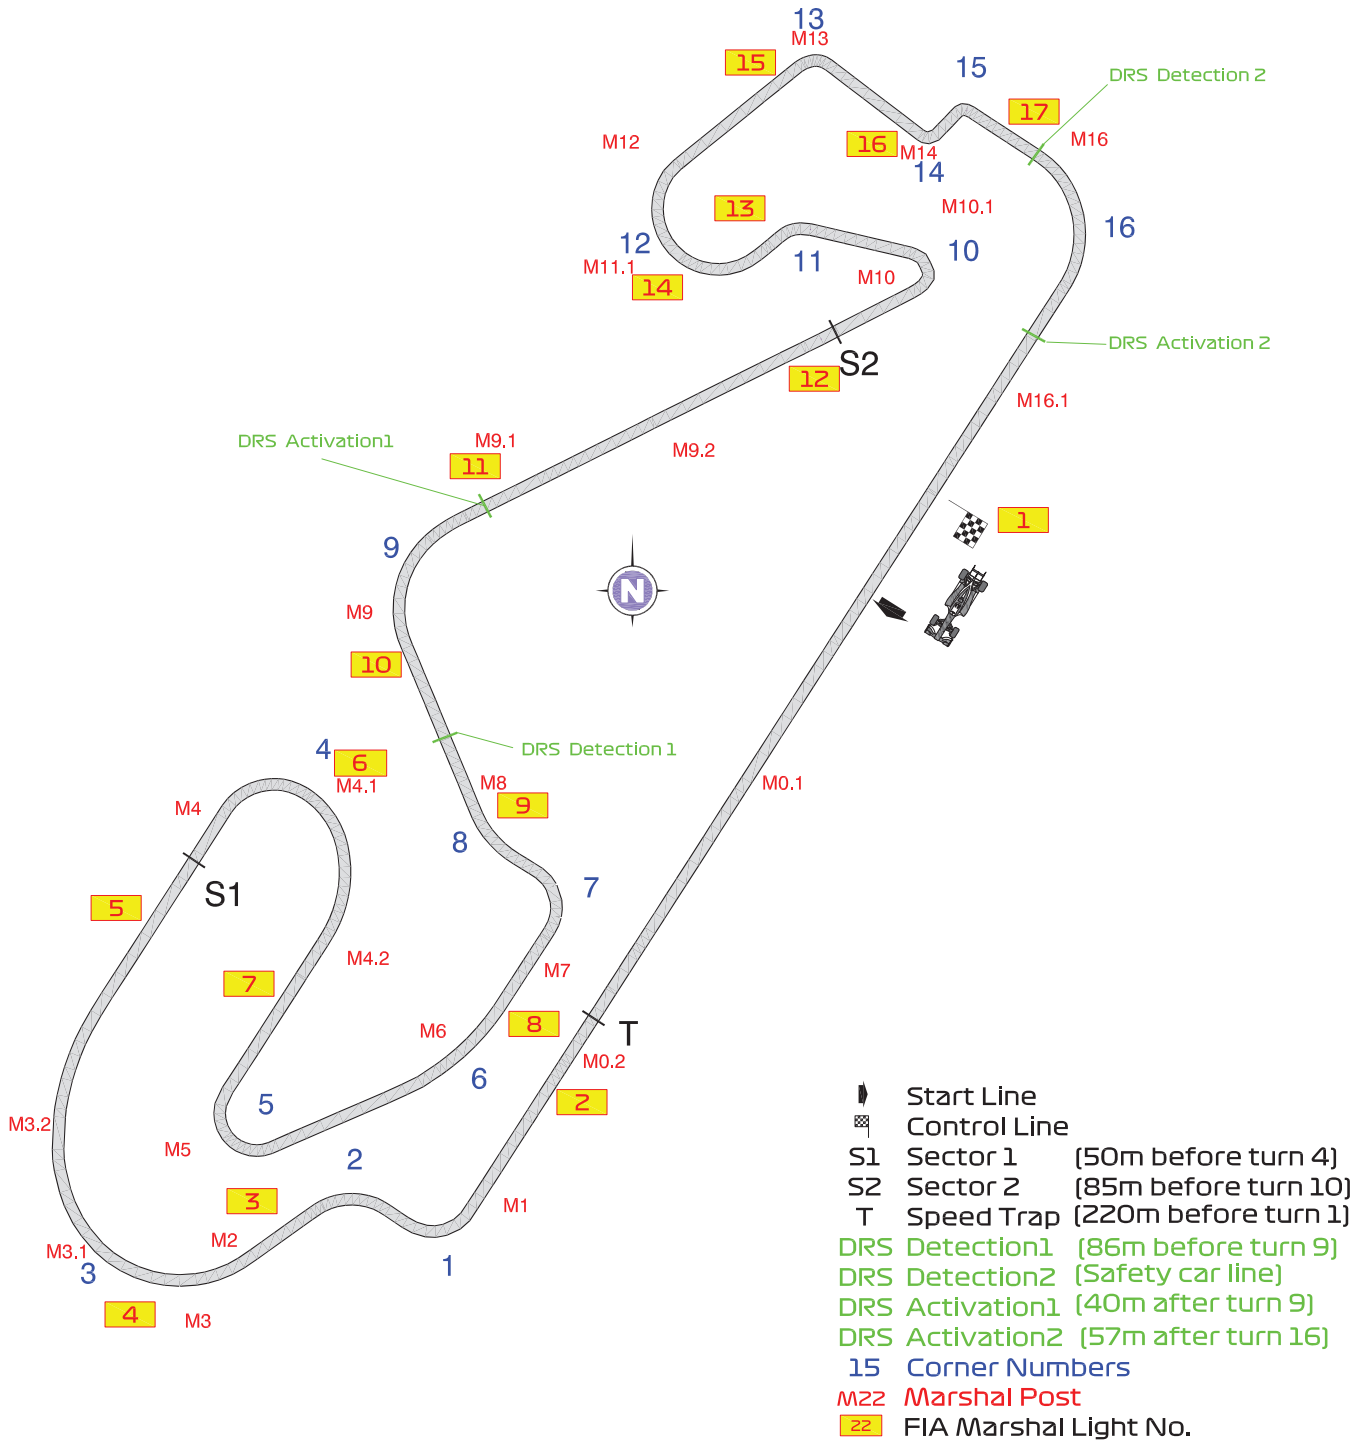 13
M13
15
15
DRS Detection 2
17
M12
16
M14
M16
14
13
M10.1
16
12
11
10
M11.1
14
M10
DRS Activation 2
S2
12
M16.1
DRS Activation1
M9.1
11
M9.2
1
9
N
M9
10
4
6
M4.1
DRS Detection 1
M8
9
M0.1
M4
8
S1
5
7
M4.2
7
M7
M6
8
T
M0.2
6
2
5
M3.2
M5
2
3
M1
M2
M3.1
3
1
4
M3
Start Line
Control Line
S1 Sector 1 (50m before turn 4)
S2 Sector 2 (85m before turn 10)
T Speed Trap (220m before turn 1)
DRS Detection1 (86m before turn 9)
DRS Detection2 (Safety car line)
DRS Activation1 (40m after turn 9)
DRS Activation2 (57m after turn 16)
15 Corner Numbers
M22 Marshal Post
22 FIA Marshal Light No.